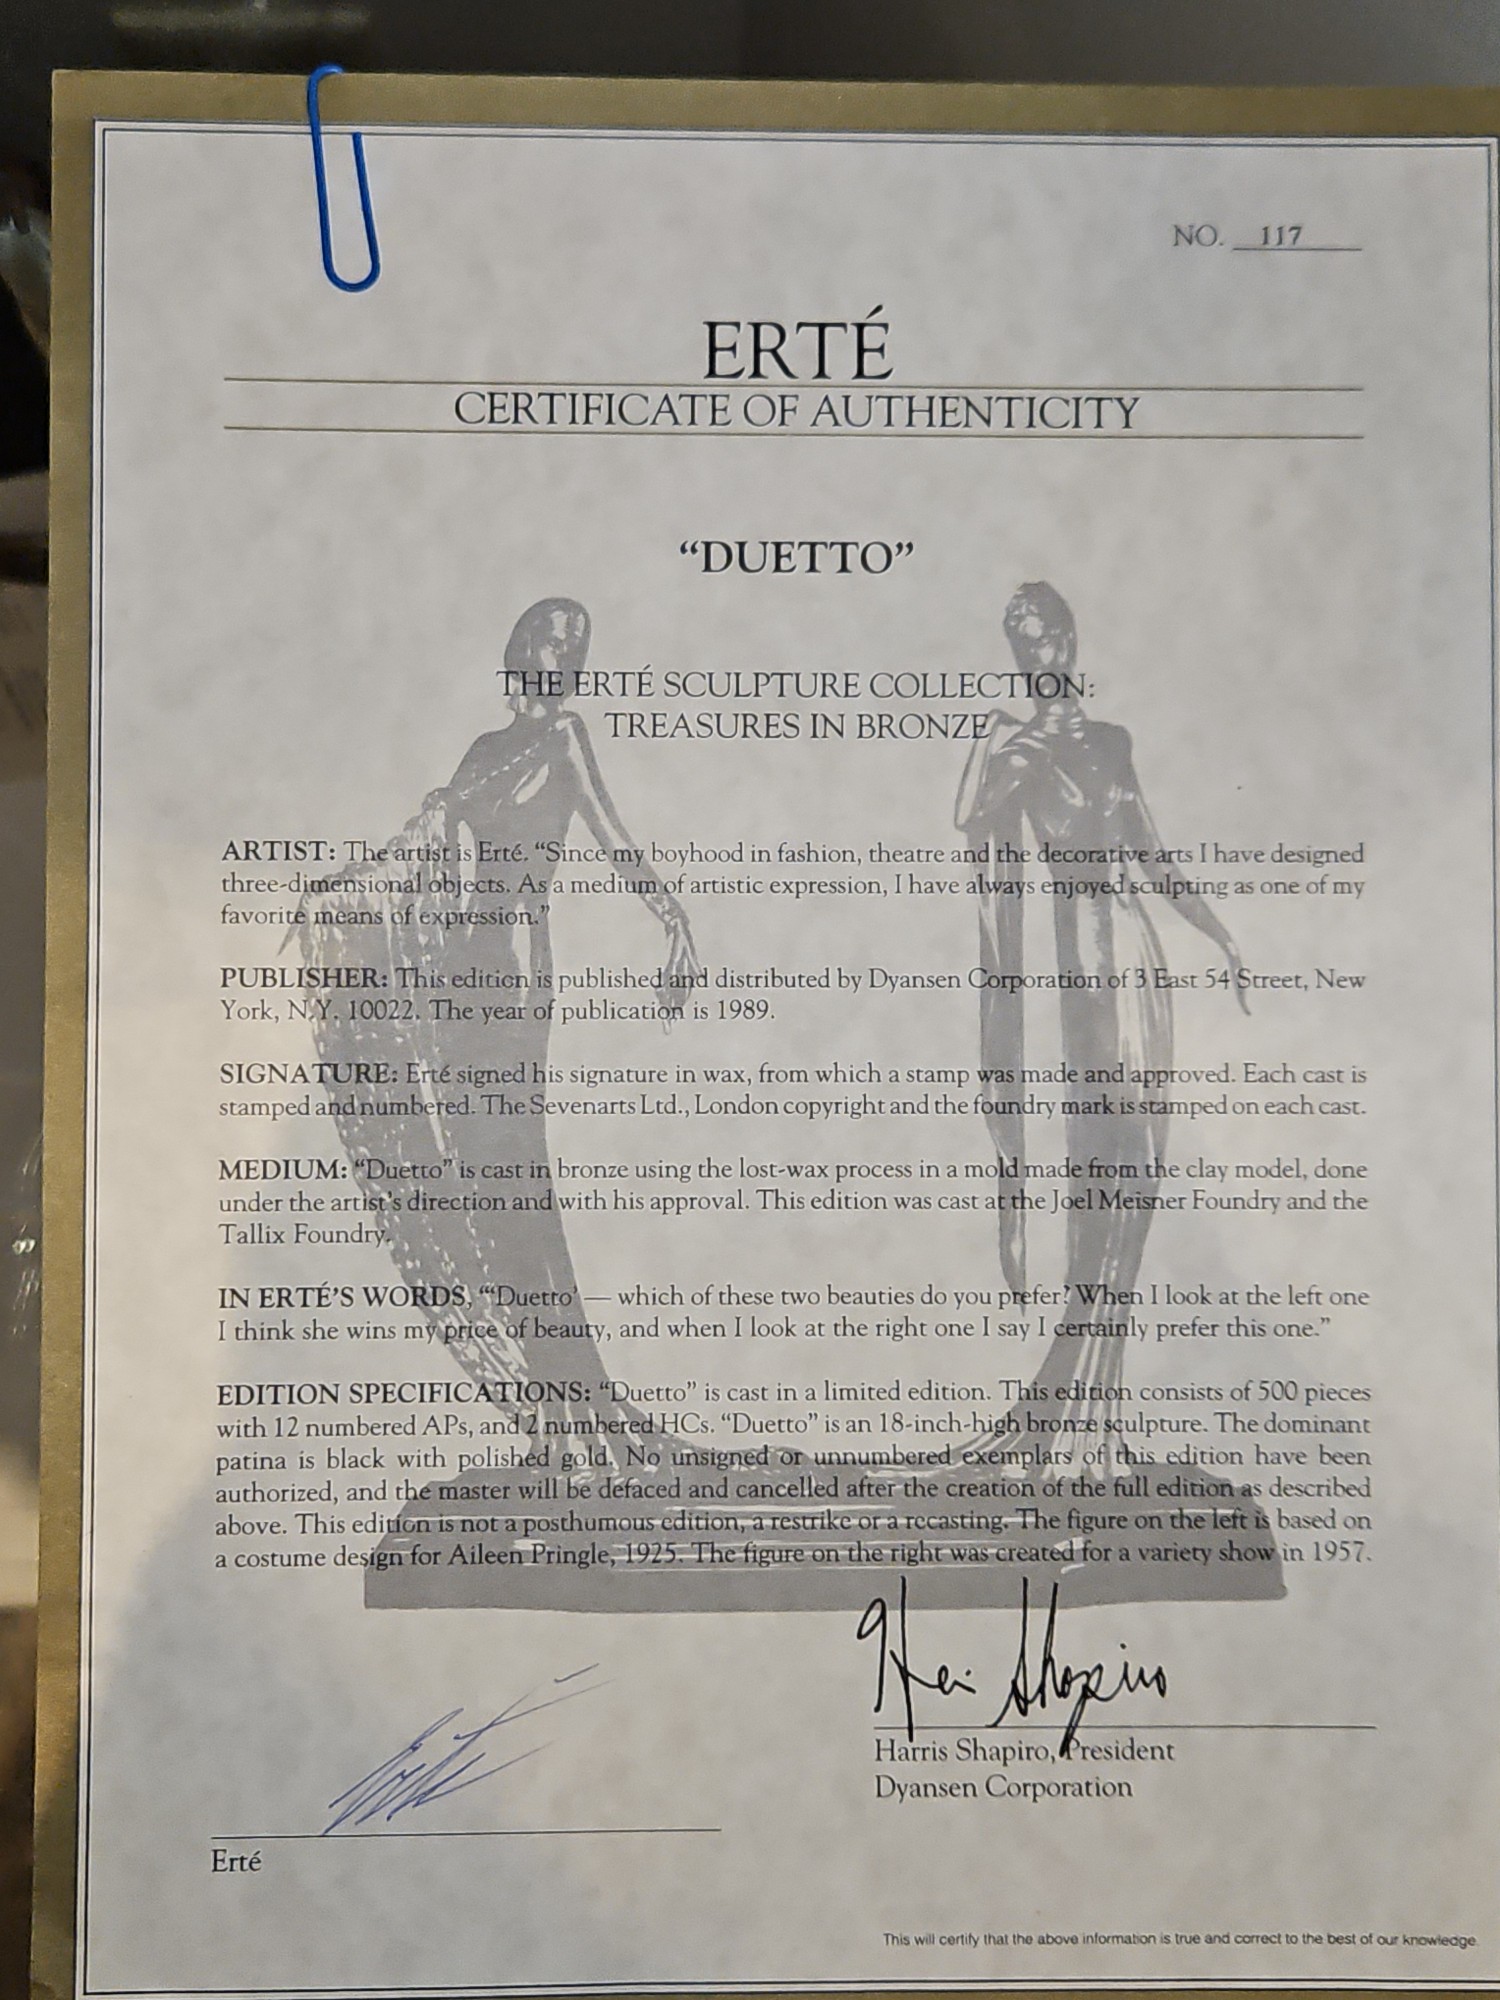 NO. 117
ERTÉ
CERTIFICATE OF AUTHENTICITY
“DUETTO”
THE ERTÉ SCULPTURE COLLECTION:
TREASURES IN BRONZE
ARTIST: The artist is Erté. “Since my boyhood in fashion, theatre and the decorative arts I have designed
three-dimensional objects. As a medium of artistic expression, I have always enjoyed sculpting as one of my
favorite means of expression.”
PUBLISHER: This edition is published and distributed by Dyansen Corporation of 3 East 54 Street, New
York, N.Y. 10022. The year of publication is 1989.
SIGNATURE: Erté signed his signature in wax, from which a stamp was made and approved. Each cast is
stamped and numbered. The Sevenarts Ltd., London copyright and the foundry mark is stamped on each cast.
MEDIUM: “Duetto” is cast in bronze using the lost-wax process in a mold made from the clay model, done
under the artist’s direction and with his approval. This edition was cast at the Joel Meisner Foundry and the
Tallix Foundry.
IN ERTÉ’S WORDS, “‘Duetto’ — which of these two beauties do you prefer? When I look at the left one
I think she wins my price of beauty, and when I look at the right one I say I certainly prefer this one.”
EDITION SPECIFICATIONS: “Duetto” is cast in a limited edition. This edition consists of 500 pieces
with 12 numbered APs, and 2 numbered HCs. “Duetto” is an 18-inch-high bronze sculpture. The dominant
patina is black with polished gold. No unsigned or unnumbered exemplars of this edition have been
authorized, and the master will be defaced and cancelled after the creation of the full edition as described
above. This edition is not a posthumous edition, a restrike or a recasting. The figure on the left is based on
a costume design for Aileen Pringle, 1925. The figure on the right was created for a variety show in 1957.
Harris Shapiro
Harris Shapiro, President
Dyansen Corporation
Erté
Erté
This will certify that the above information is true and correct to the best of our knowledge.